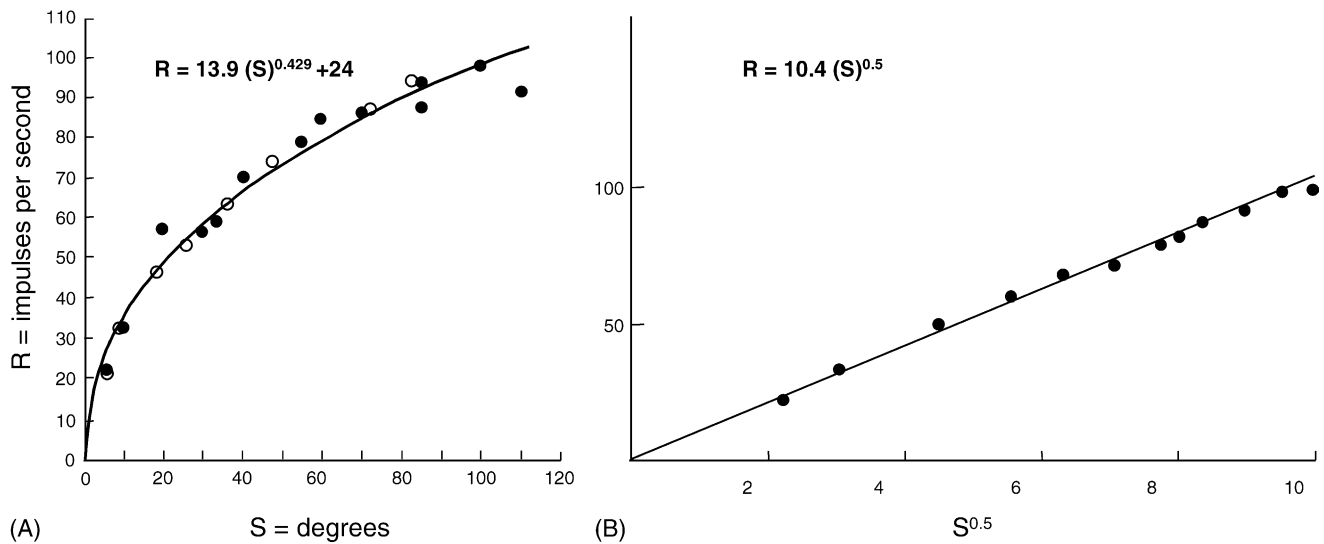 110
100
90
80
70
60
50
40
30
20
10
0
R = impulses per second
R = 13.9 (S)^0.429 +24
0 20 40 60 80 100 120
(A) S = degrees
R = 10.4 (S)^0.5
100
50
2 4 6 8 10
(B) S^0.5